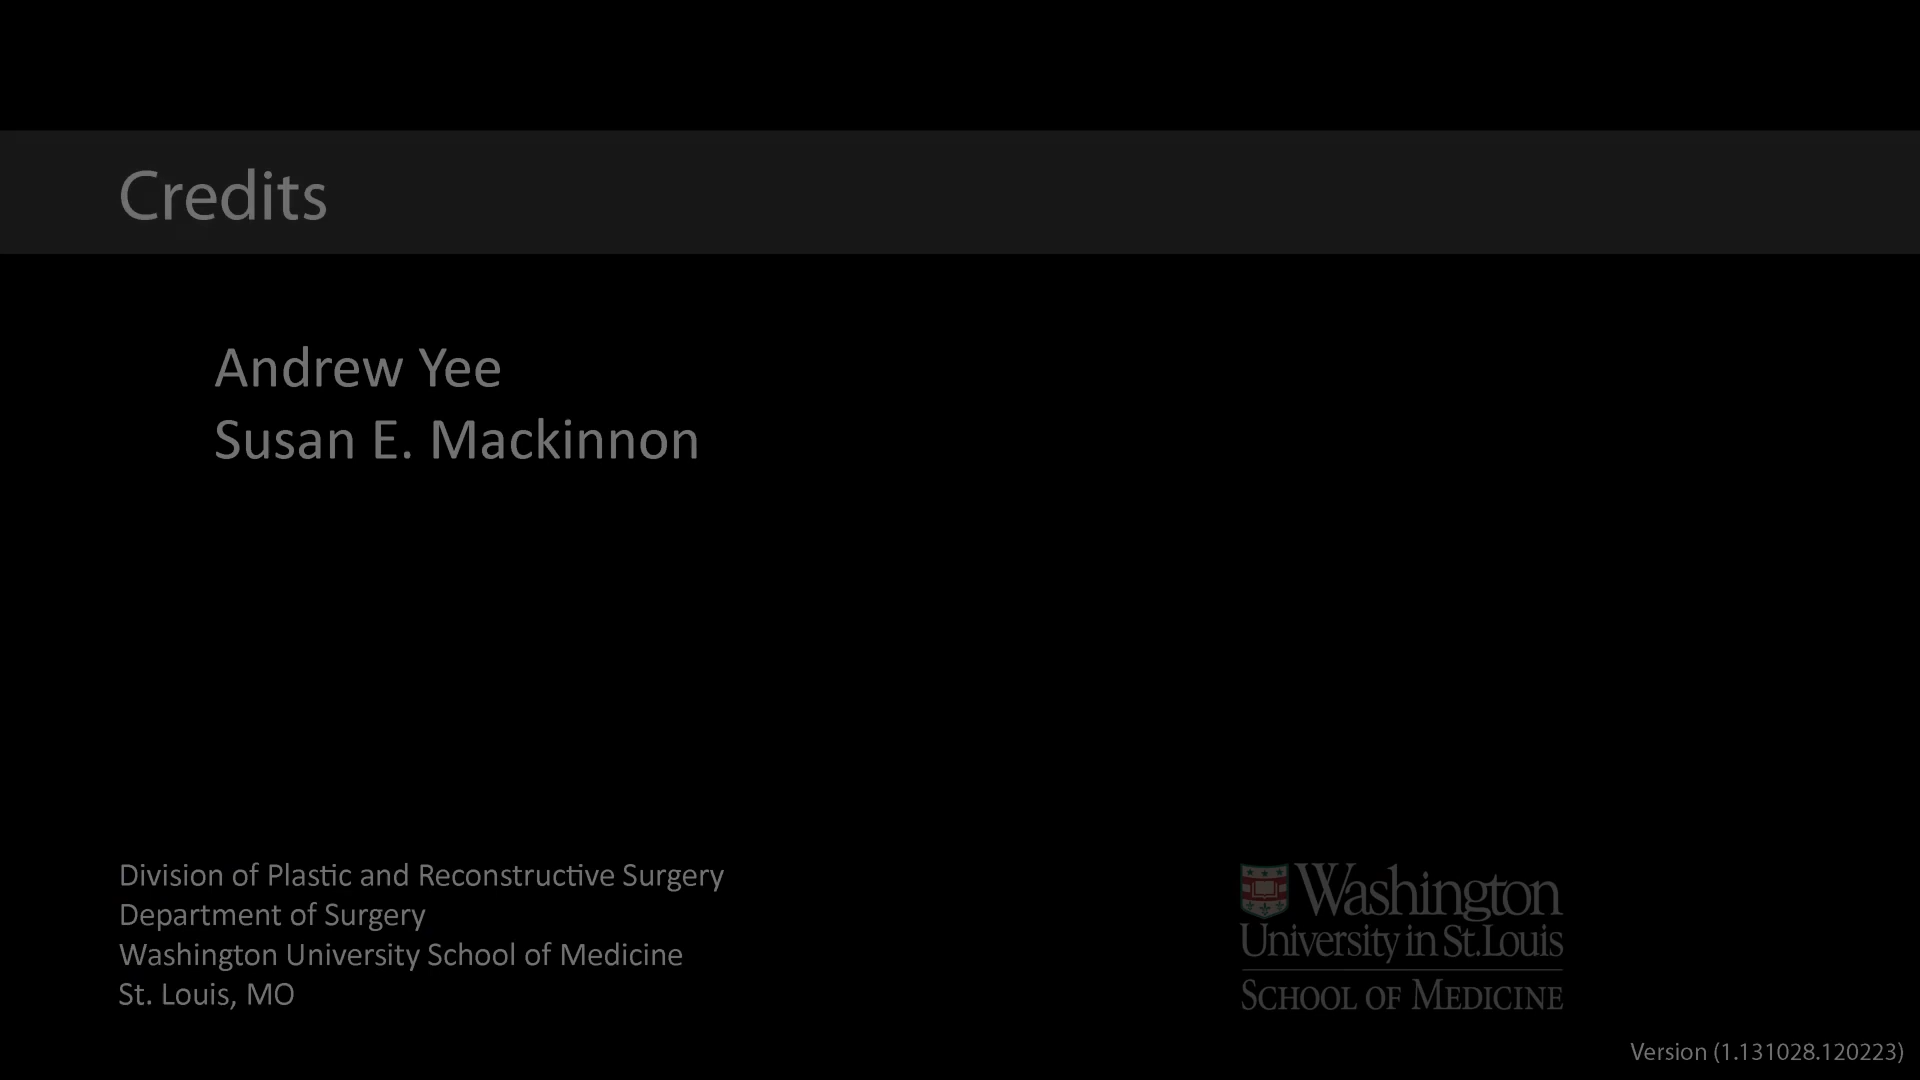 Credits
Andrew Yee
Susan E. Mackinnon
Division of Plastic and Reconstructive Surgery
Department of Surgery
Washington University School of Medicine
St. Louis, MO
Washington
University in St. Louis
SCHOOL OF MEDICINE
Version (1.131028.120223)